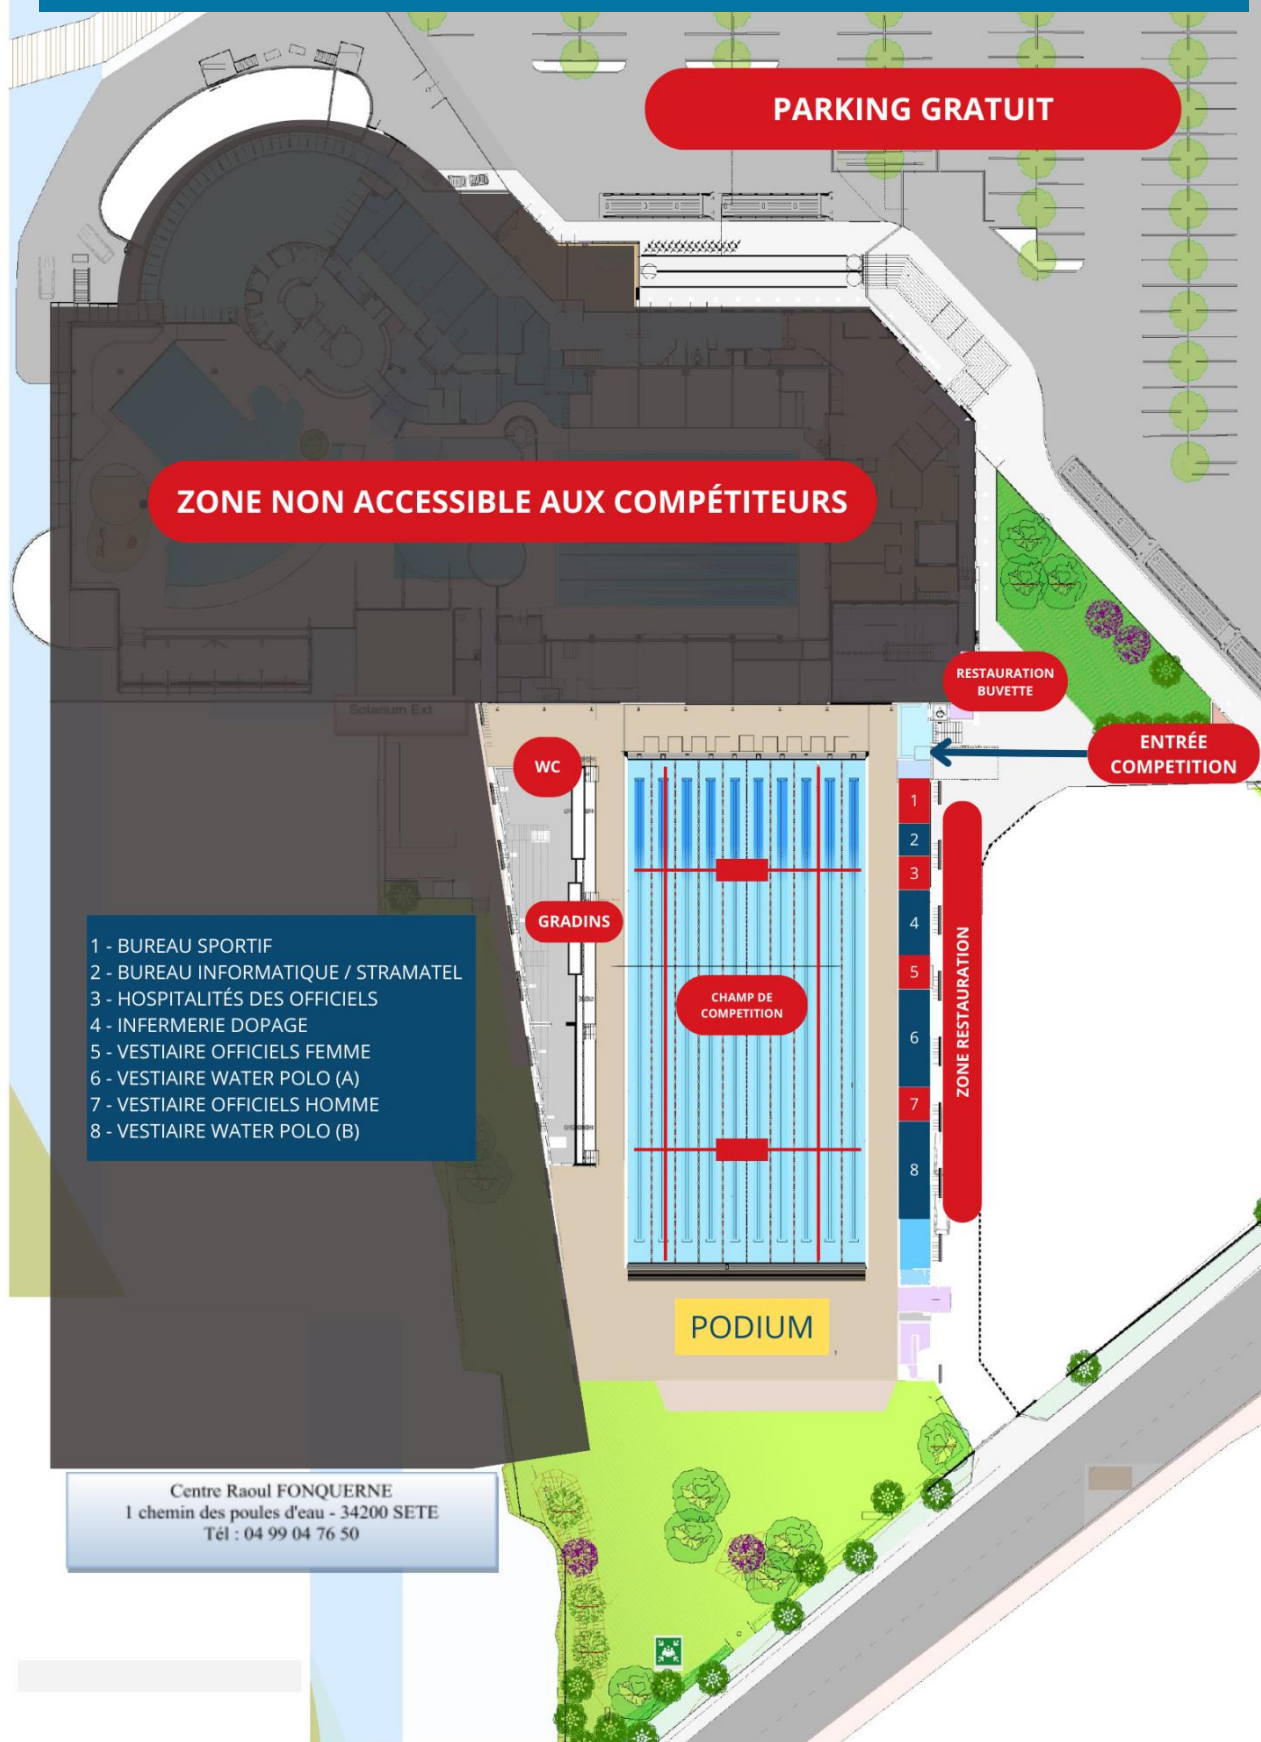 PARKING GRATUIT
ZONE NON ACCESSIBLE AUX COMPÉTITEURS
RESTAURATION
BUVETTE
Solarium Ext
ENTRÉE
COMPETITION
WC
1
2
3
4
5
6
7
8
GRADINS
CHAMP DE
COMPETITION
ZONE RESTAURATION
1 - BUREAU SPORTIF
2 - BUREAU INFORMATIQUE / STRAMATEL
3 - HOSPITALITÉS DES OFFICIELS
4 - INFERMERIE DOPAGE
5 - VESTIAIRE OFFICIELS FEMME
6 - VESTIAIRE WATER POLO (A)
7 - VESTIAIRE OFFICIELS HOMME
8 - VESTIAIRE WATER POLO (B)
PODIUM
Centre Raoul FONQUERNE
1 chemin des poules d'eau - 34200 SETE
Tél : 04 99 04 76 50